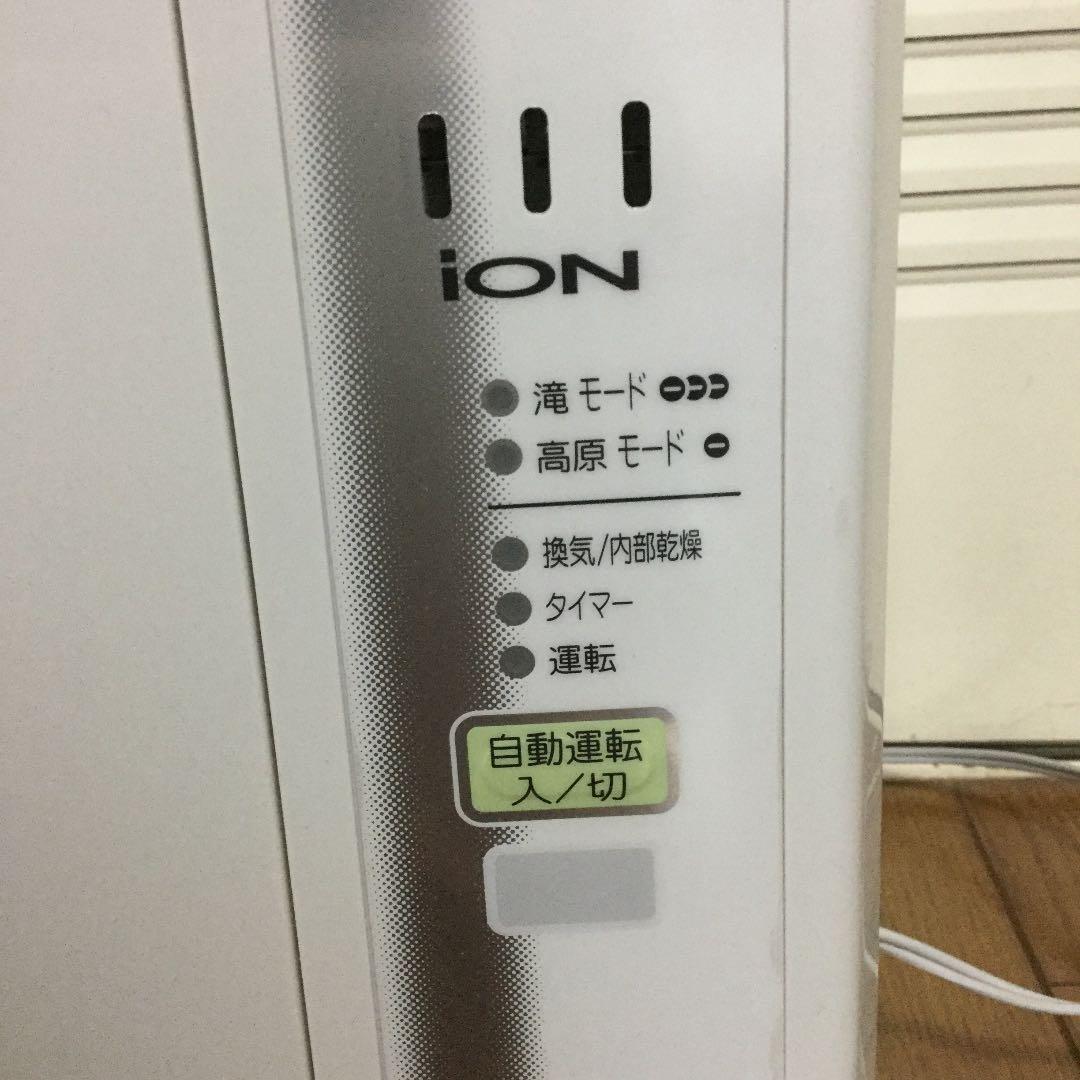 iON
滝モード
高原モード
換気/内部乾燥
タイマー
運転
自動運転
入/切